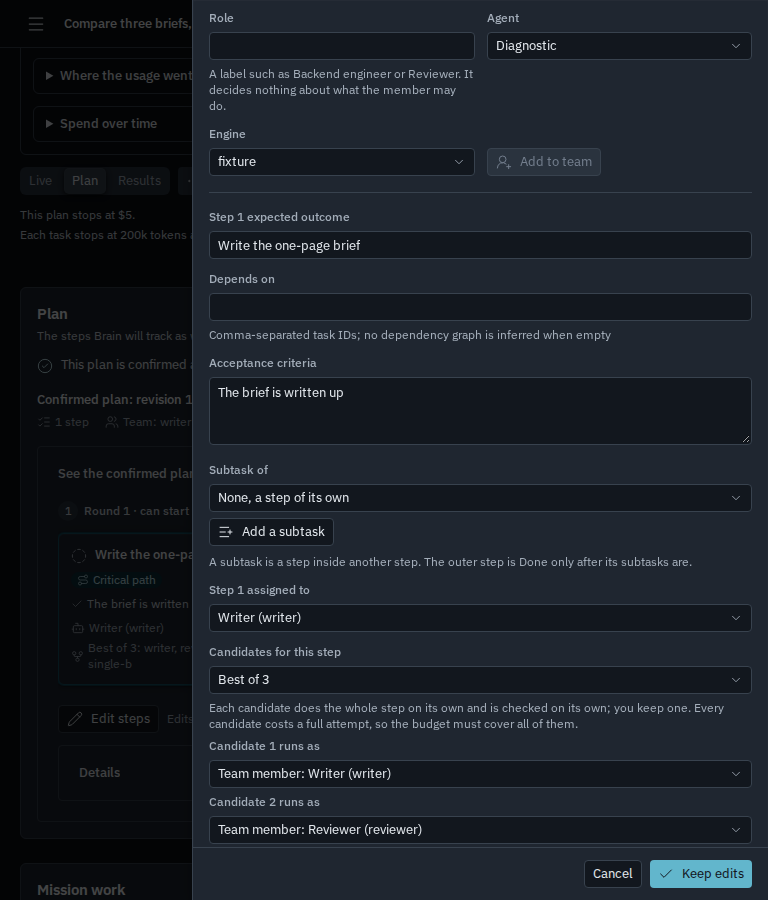 Compare three briefs,
Where the usage went
Spend over time
Live Plan Results
This plan stops at $5.
Each task stops at 200k tokens
Plan
The steps Brain will track as
This plan is confirmed
Confirmed plan: revision 1
1 step Team: writer
See the confirmed plan
1 Round 1 · can start
Write the one-pa
Critical path
The brief is written
Writer (writer)
Best of 3: writer, re
single-b
Edit steps Edits
Details
Mission work
Role Agent
Diagnostic
A label such as Backend engineer or Reviewer. It
decides nothing about what the member may
do.
Engine
fixture Add to team
Step 1 expected outcome
Write the one-page brief
Depends on
Comma-separated task IDs; no dependency graph is inferred when empty
Acceptance criteria
The brief is written up
Subtask of
None, a step of its own
Add a subtask
A subtask is a step inside another step. The outer step is Done only after its subtasks are.
Step 1 assigned to
Writer (writer)
Candidates for this step
Best of 3
Each candidate does the whole step on its own and is checked on its own; you keep one. Every
candidate costs a full attempt, so the budget must cover all of them.
Candidate 1 runs as
Team member: Writer (writer)
Candidate 2 runs as
Team member: Reviewer (reviewer)
Cancel Keep edits